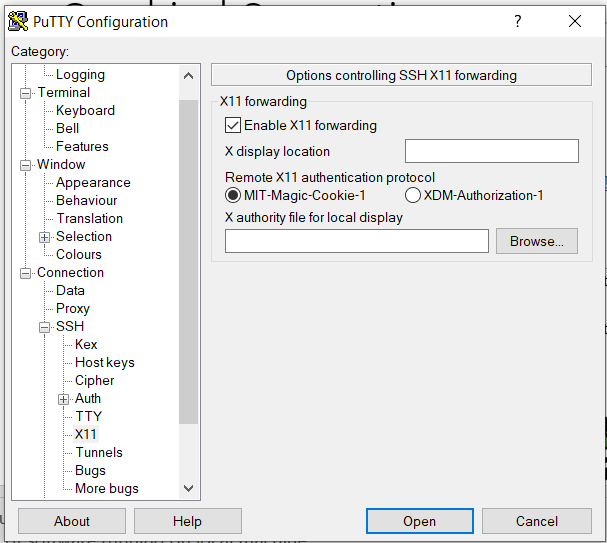 PuTTY Configuration
?
Category:
Logging
Terminal
Keyboard
Bell
Features
Window
Appearance
Behaviour
Translation
Selection
Colours
Connection
Data
Proxy
SSH
Kex
Host keys
Cipher
Auth
TTY
X11
Tunnels
Bugs
More bugs
Options controlling SSH X11 forwarding
X11 forwarding
Enable X11 forwarding
X display location
Remote X11 authentication protocol
MIT-Magic-Cookie-1 XDM-Authorization-1
X authority file for local display
Browse...
About Help Open Cancel